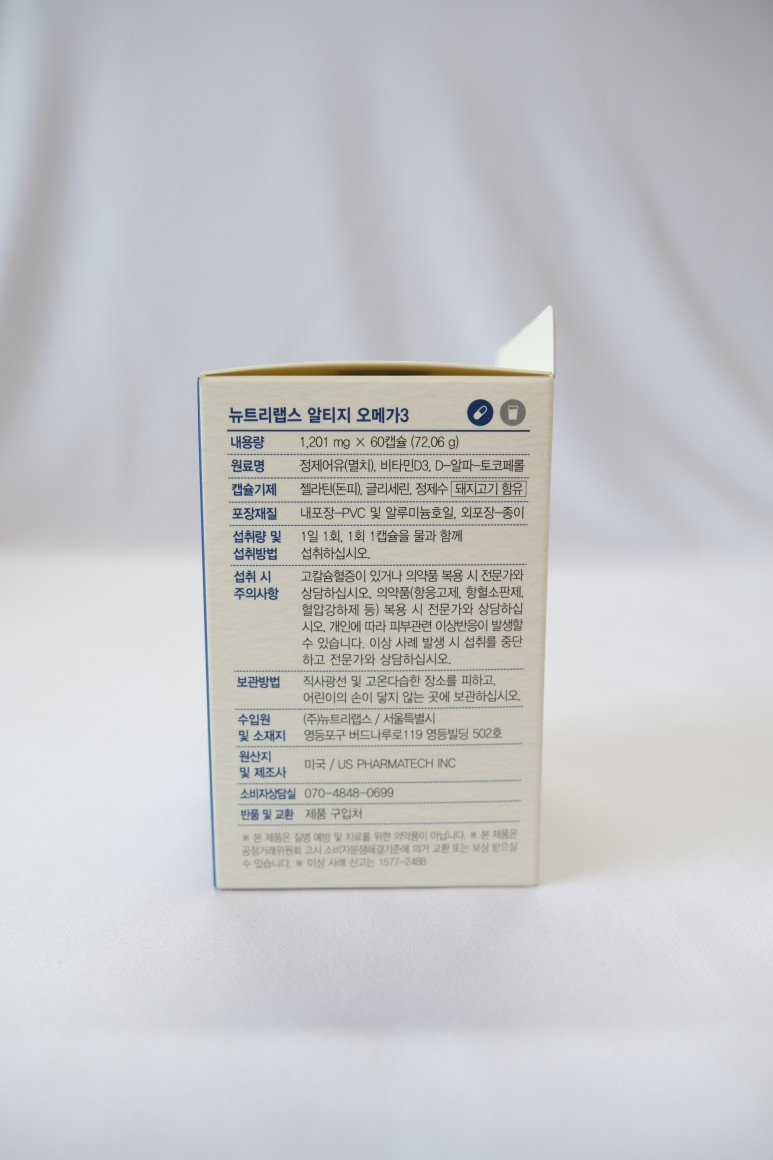 뉴트리랩스 알티지 오메가3
내용량 1,201 mg × 60캡슐 (72.06 g)
원료명 정제어유(멸치), 비타민D3, D-알파-토코페롤
캡슐기제 젤라틴(돈피), 글리세린, 정제수 돼지고기 함유
포장재질 내포장-PVC 및 알루미늄호일, 외포장-종이
섭취량 및 1일 1회, 1회 1캡슐을 물과 함께
섭취방법 섭취하십시오.
섭취 시 고칼슘혈증이 있거나 의약품 복용 시 전문가와
주의사항 상담하십시오. 의약품(항응고제, 항혈소판제,
혈압강하제 등) 복용 시 전문가와 상담하십
시오. 개인에 따라 피부관련 이상반응이 발생할
수 있습니다. 이상 사례 발생 시 섭취를 중단
하고 전문가와 상담하십시오.
보관방법 직사광선 및 고온다습한 장소를 피하고,
어린이의 손이 닿지 않는 곳에 보관하십시오.
수입원 (주)뉴트리랩스 / 서울특별시
및 소재지 영등포구 버드나루로119 영등빌딩 502호
원산지
및 제조사 미국 / US PHARMATECH INC
소비자상담실 070-4848-0699
반품 및 교환 제품 구입처
※ 본 제품은 질병 예방 및 치료를 위한 의약품이 아닙니다. ※ 본 제품은
공정거래위원회 고시 소비자분쟁해결기준에 의거 교환 또는 보상 받으실
수 있습니다. ※ 이상 사례 신고는 1577-2488